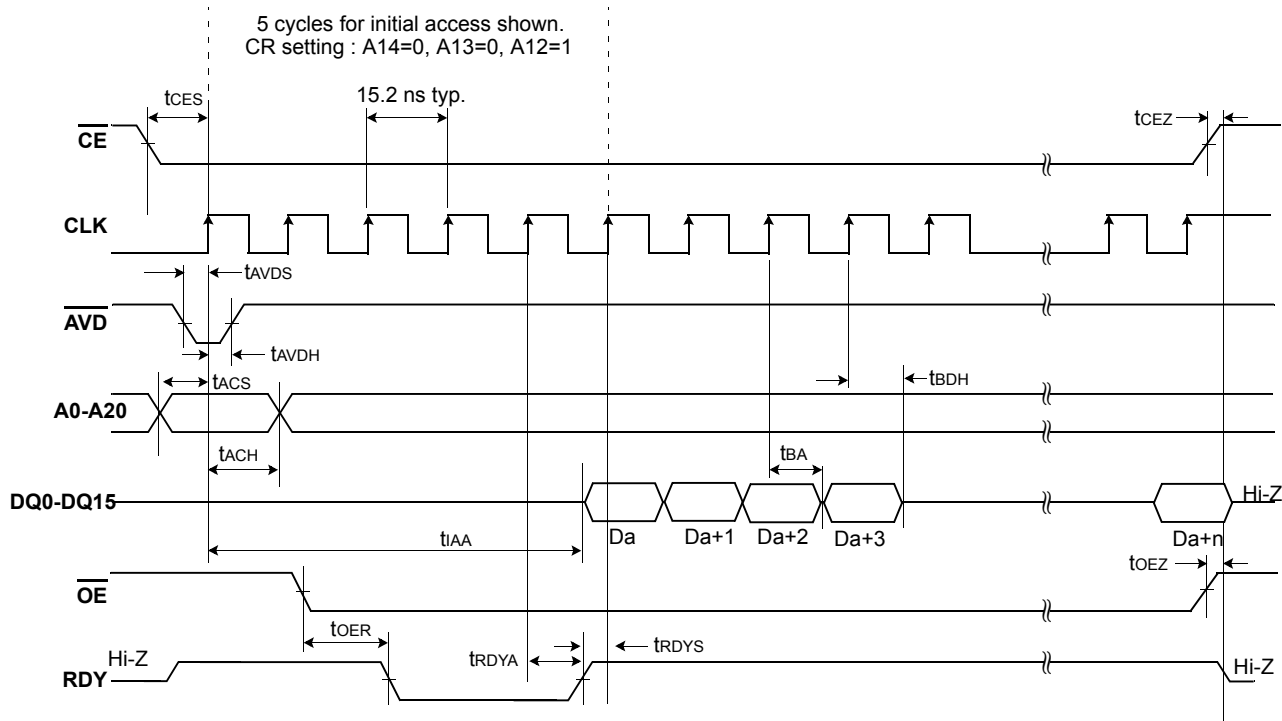 5 cycles for initial access shown.
CR setting : A14=0, A13=0, A12=1
tCES
15.2 ns typ.
tCEZ
CE
CLK
tAVDS
AVD
tAVDH
tACS
tBDH
A0-A20
tACH
tBA
DQ0-DQ15
Hi-Z
tIAA
Da
Da+1
Da+2
Da+3
Da+n
tOEZ
OE
tOER
tRDYA
tRDYS
Hi-Z
Hi-Z
RDY